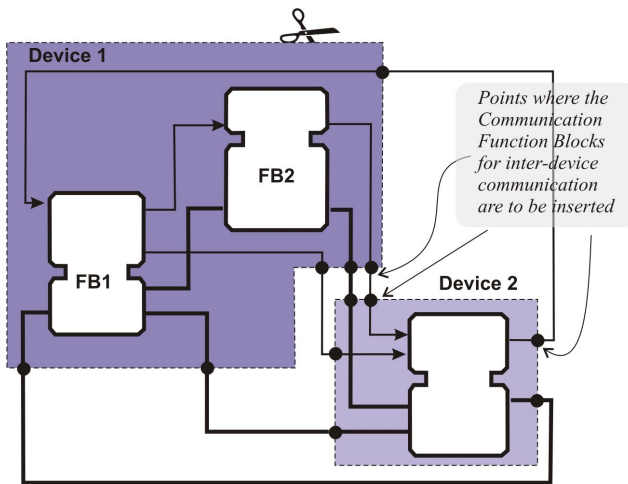 Device 1
Points where the
Communication
Function Blocks
for inter-device
communication
are to be inserted
FB2
FB1
Device 2